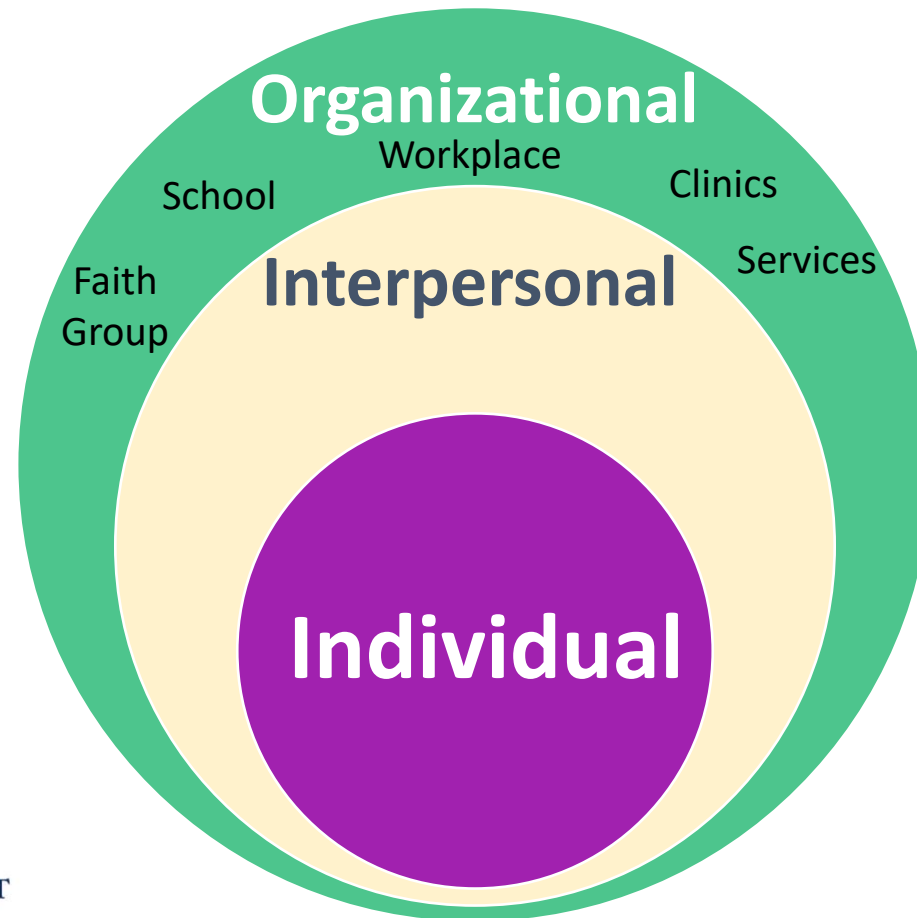 Organizational
Workplace
School
Clinics
Services
Faith
Group
Interpersonal
Individual
T